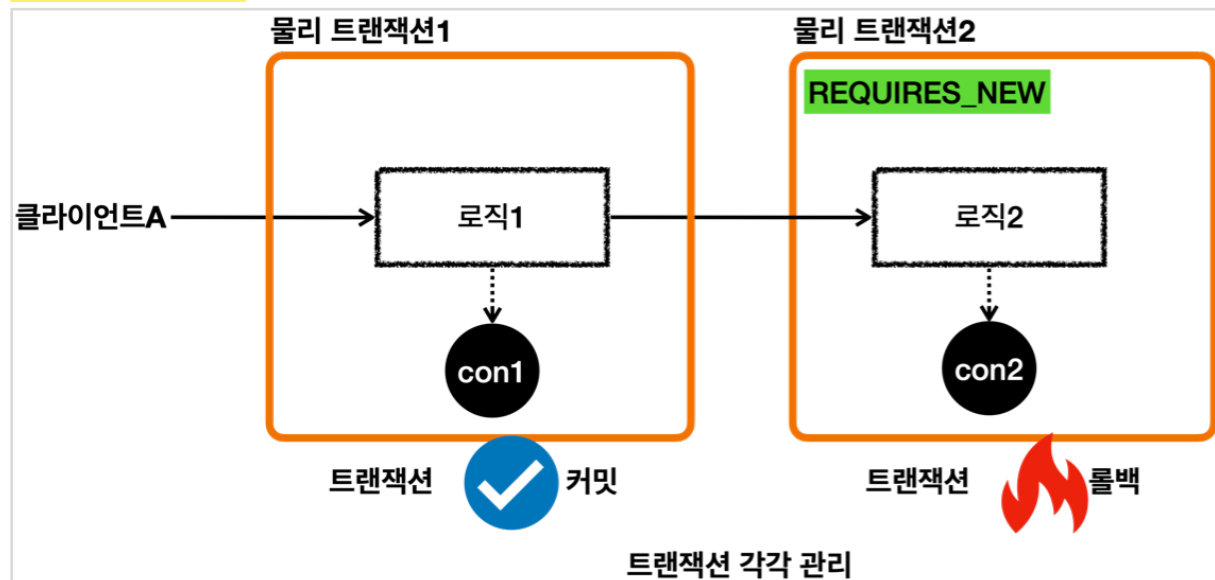 물리 트랜잭션1
물리 트랜잭션2
REQUIRES_NEW
클라이언트A
로직1
로직2
con1
con2
트랜잭션 커밋
트랜잭션 롤백
트랜잭션 각각 관리